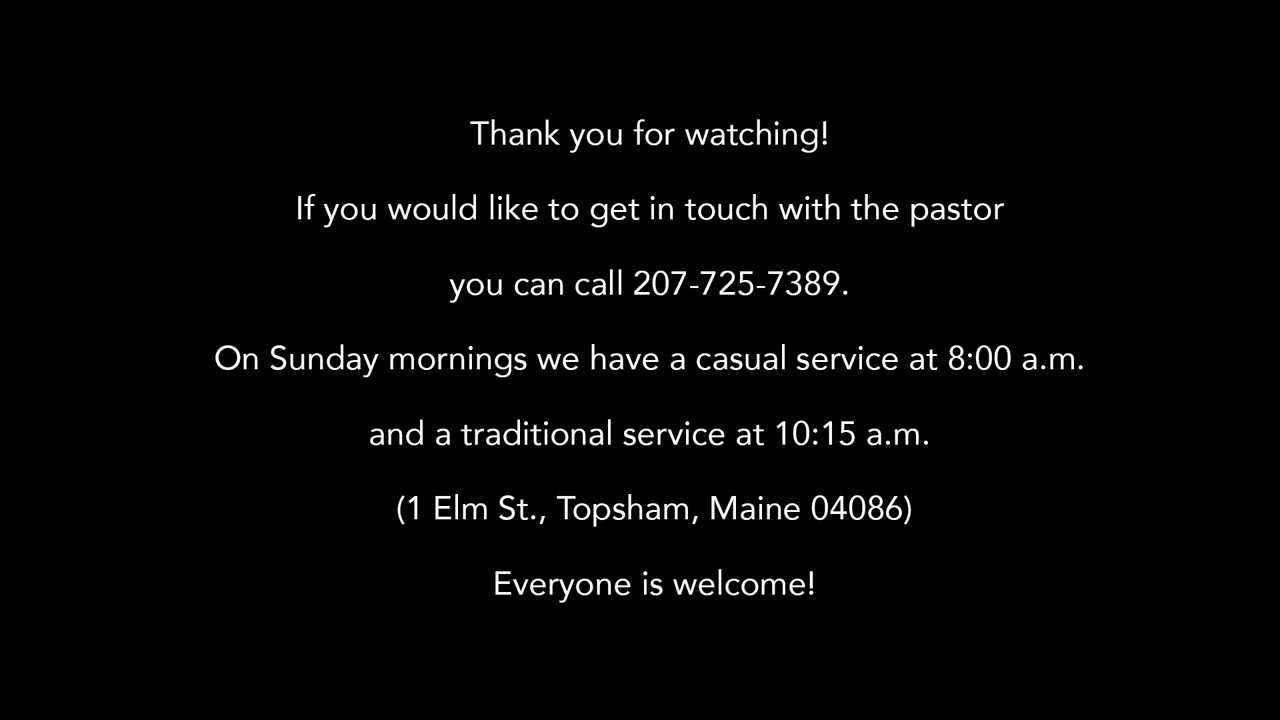 Thank you for watching!
If you would like to get in touch with the pastor
you can call 207-725-7389.
On Sunday mornings we have a casual service at 8:00 a.m.
and a traditional service at 10:15 a.m.
(1 Elm St., Topsham, Maine 04086)
Everyone is welcome!